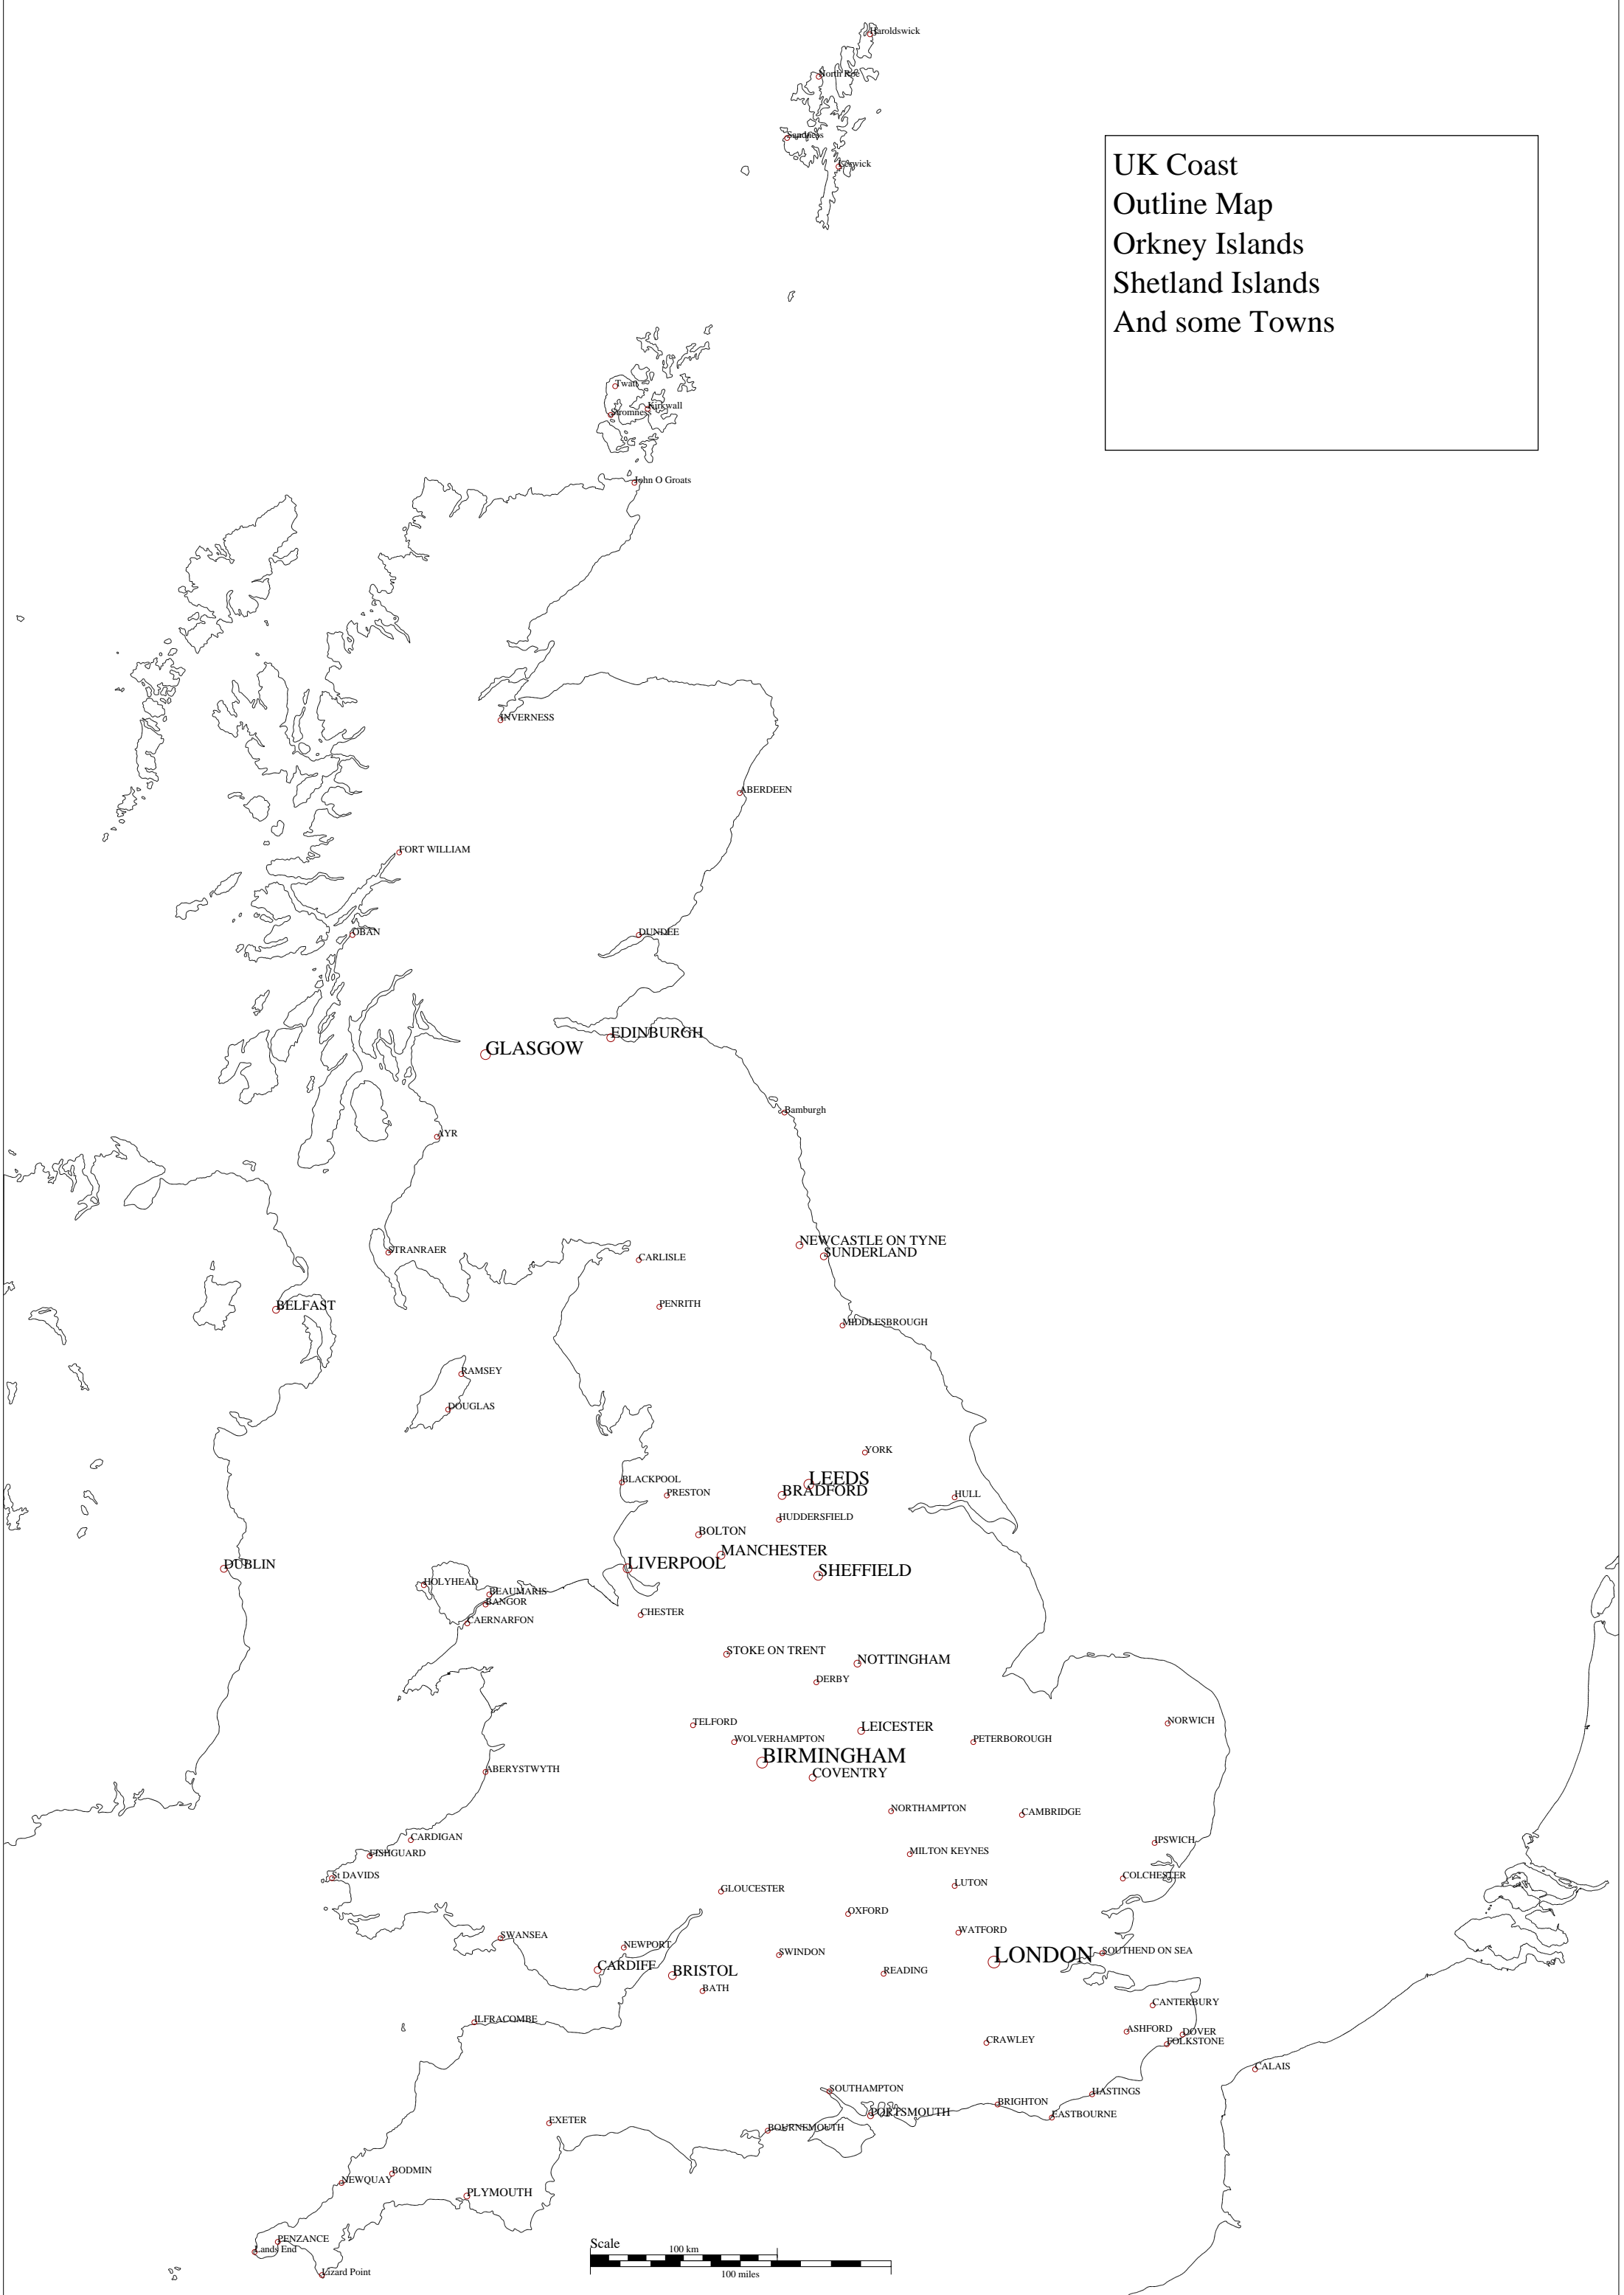 Haroldswick
North Roe
Sandness
Lerwick
UK Coast
Outline Map
Orkney Islands
Shetland Islands
And some Towns
Twatt
Kirkwall
Stromness
John O Groats
INVERNESS
ABERDEEN
FORT WILLIAM
OBAN
DUNDEE
EDINBURGH
GLASGOW
Bamburgh
AYR
NEWCASTLE ON TYNE
STRANRAER
SUNDERLAND
CARLISLE
PENRITH
BELFAST
MIDDLESBROUGH
RAMSEY
DOUGLAS
YORK
LEEDS
BLACKPOOL
BRADFORD
PRESTON
HULL
HUDDERSFIELD
BOLTON
MANCHESTER
DUBLIN
LIVERPOOL
SHEFFIELD
HOLYHEAD
BEAUMARIS
BANGOR
CHESTER
CAERNARFON
STOKE ON TRENT
NOTTINGHAM
DERBY
TELFORD
NORWICH
LEICESTER
WOLVERHAMPTON
PETERBOROUGH
BIRMINGHAM
ABERYSTWYTH
COVENTRY
NORTHAMPTON
CAMBRIDGE
CARDIGAN
IPSWICH
FISHGUARD
MILTON KEYNES
St DAVIDS
COLCHESTER
LUTON
GLOUCESTER
OXFORD
WATFORD
SWANSEA
NEWPORT
SWINDON
SOUTHEND ON SEA
LONDON
CARDIFF
BRISTOL
READING
BATH
CANTERBURY
ILFRACOMBE
ASHFORD
DOVER
CRAWLEY
FOLKSTONE
CALAIS
SOUTHAMPTON
HASTINGS
BRIGHTON
PORTSMOUTH
EASTBOURNE
EXETER
BOURNEMOUTH
BODMIN
NEWQUAY
PLYMOUTH
PENZANCE
Lands End
Lizard Point
Scale
100 km
100 miles